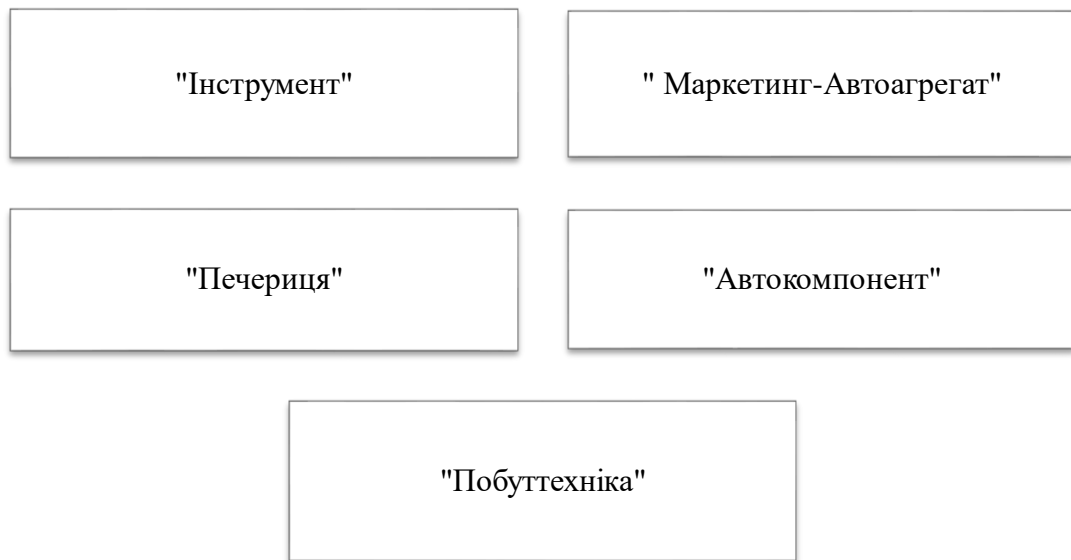 "Інструмент"
" Маркетинг-Автоагрегат"
"Печериця"
"Автокомпонент"
"Побуттехніка"